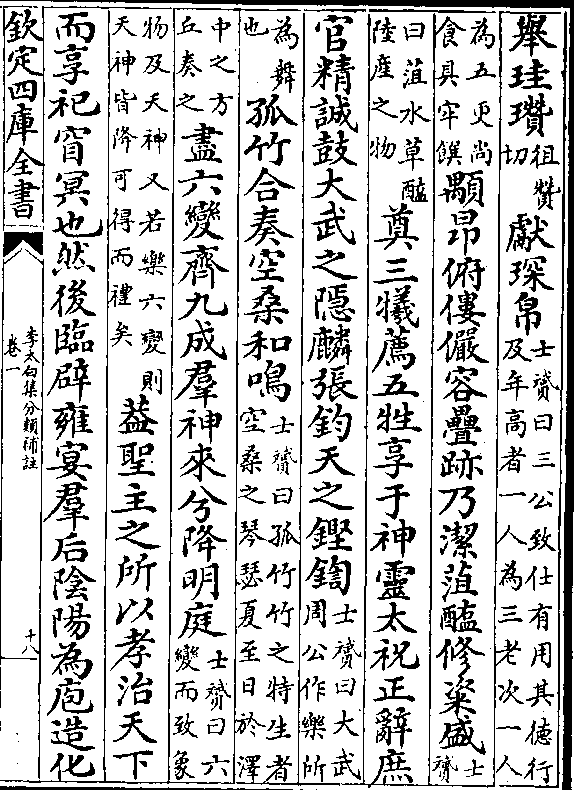 舉珪瓚徂贊切獻琛帛士贇曰三公致仕有用其徳行及年高者一人為三老次一人
為五更尚食具牢饌顒昂俯僂儼容疊跡乃潔葅醢修粢盛士贇
曰葅水草醢陸産之物奠三犧薦五牲享于神靈太祝正辭庶
官精誠鼓大武之隠麟張鈞天之鏗鍧士贇曰大武周公作樂所
為舞也孤竹合奏空桑和鳴士贇曰孤竹竹之特生者空桑之琴瑟夏至日於澤
中之方丘奏之盡六變齊九成羣神來兮降明庭士贇曰六變而致象
物及天神又若樂六變則天神皆降可得而禮矣葢聖主之所以孝治天下
而享祀窅冥也然後臨辟雍宴羣后陰陽為庖造化
欽定四庫全書
李太白集分類補註
卷一
十八